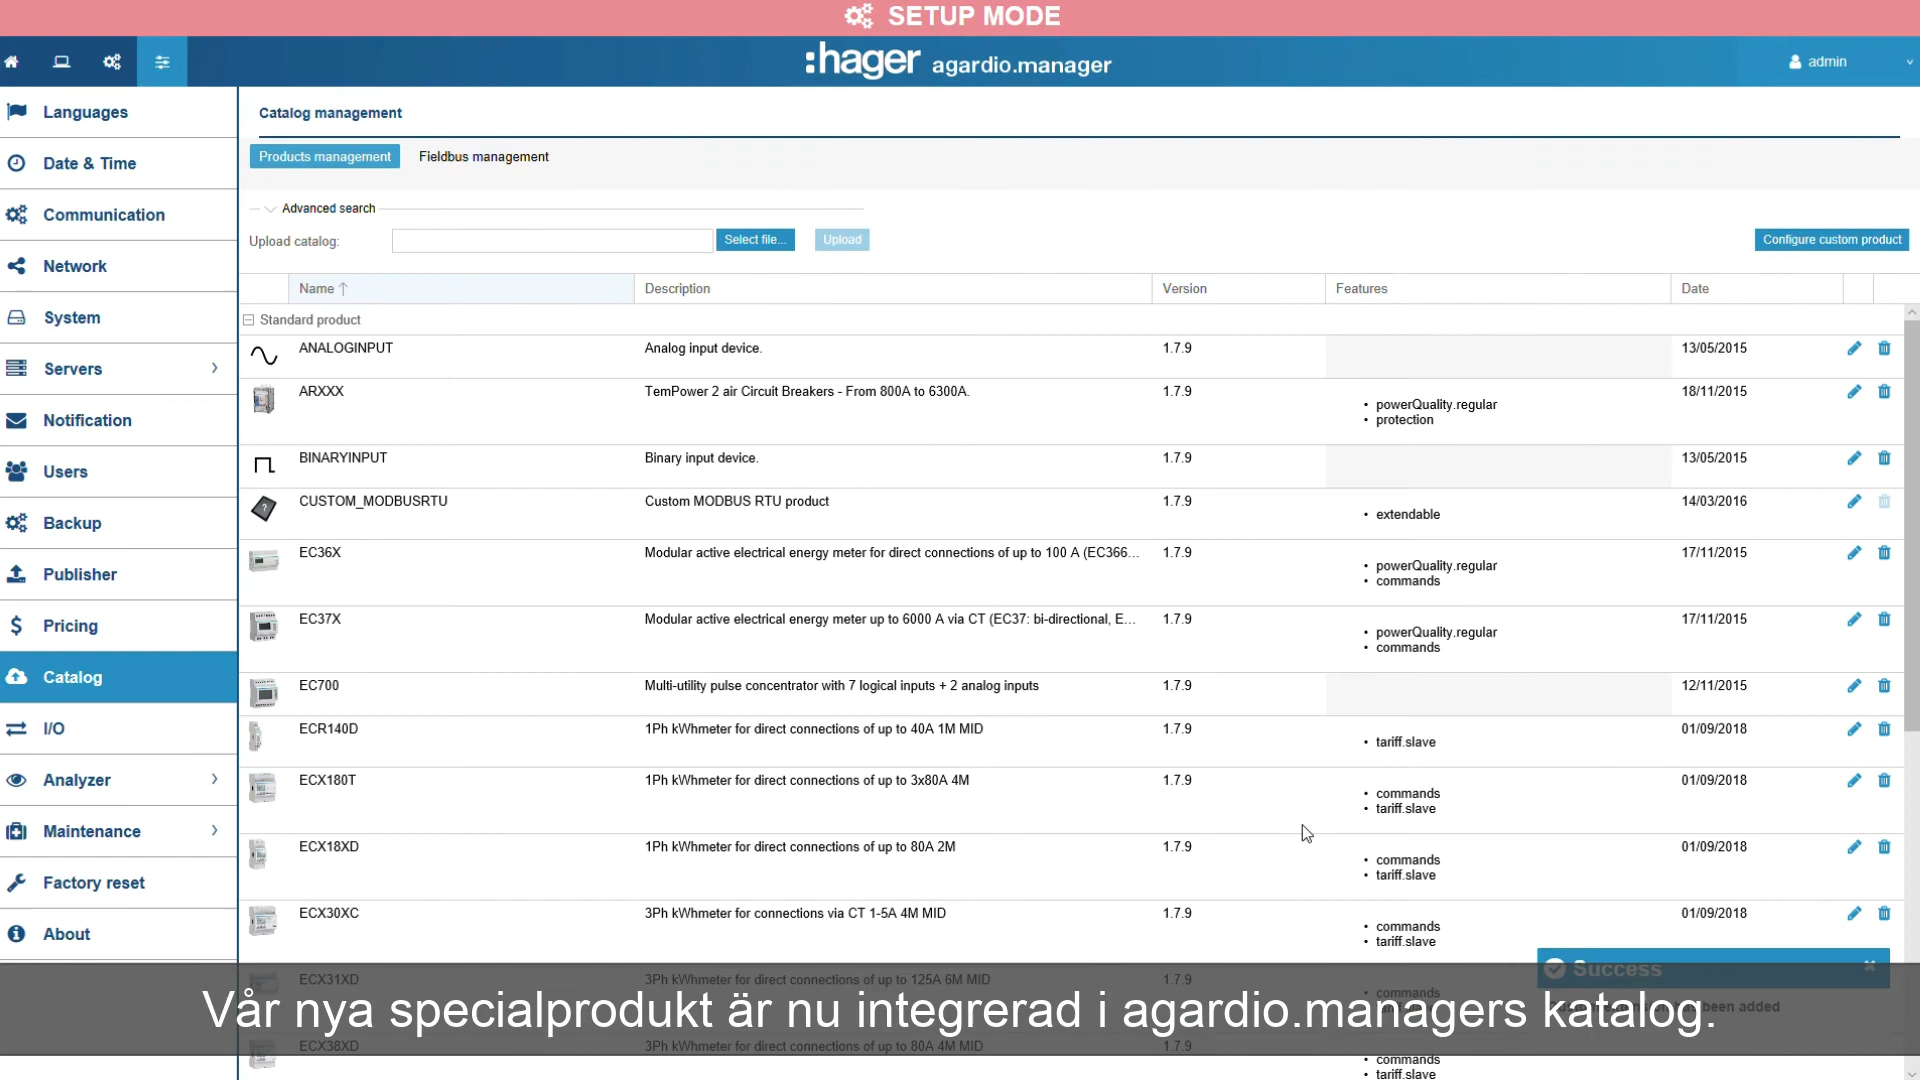 SETUP MODE
:hager agardio.manager
admin
Languages
Date & Time
Communication
Network
System
Servers
Notification
Users
Backup
Publisher
Pricing
Catalog
I/O
Analyzer
Maintenance
Factory reset
About
Catalog management
Products management Fieldbus management
Advanced search
Upload catalog: Select file... Upload Configure custom product
Name Description Version Features Date
Standard product
ANALOGINPUT Analog input device. 1.7.9 13/05/2015
ARXXX TemPower 2 air Circuit Breakers - From 800A to 6300A. 1.7.9 18/11/2015
• powerQuality.regular
• protection
BINARYINPUT Binary input device. 1.7.9 13/05/2015
CUSTOM_MODBUSRTU Custom MODBUS RTU product 1.7.9 14/03/2016
• extendable
EC36X Modular active electrical energy meter for direct connections of up to 100 A (EC366... 1.7.9 17/11/2015
• powerQuality.regular
• commands
EC37X Modular active electrical energy meter up to 6000 A via CT (EC37: bi-directional, E... 1.7.9 17/11/2015
• powerQuality.regular
• commands
EC700 Multi-utility pulse concentrator with 7 logical inputs + 2 analog inputs 1.7.9 12/11/2015
ECR140D 1Ph kWhmeter for direct connections of up to 40A 1M MID 1.7.9 01/09/2018
• tariff.slave
ECX180T 1Ph kWhmeter for direct connections of up to 3x80A 4M 1.7.9 01/09/2018
• commands
• tariff.slave
ECX18XD 1Ph kWhmeter for direct connections of up to 80A 2M 1.7.9 01/09/2018
• commands
• tariff.slave
ECX30XC 3Ph kWhmeter for connections via CT 1-5A 4M MID 1.7.9 01/09/2018
• commands
• tariff.slave
Success
ECX31XD 3Ph kWhmeter for direct connections of up to 125A 6M MID 1.7.9
• commands
been added
Vår nya specialprodukt är nu integrerad i agardio.managers katalog.
ECX38XD 3Ph kWhmeter for direct connections of up to 80A 4M MID 1.7.9
• commands
• tariff.slave